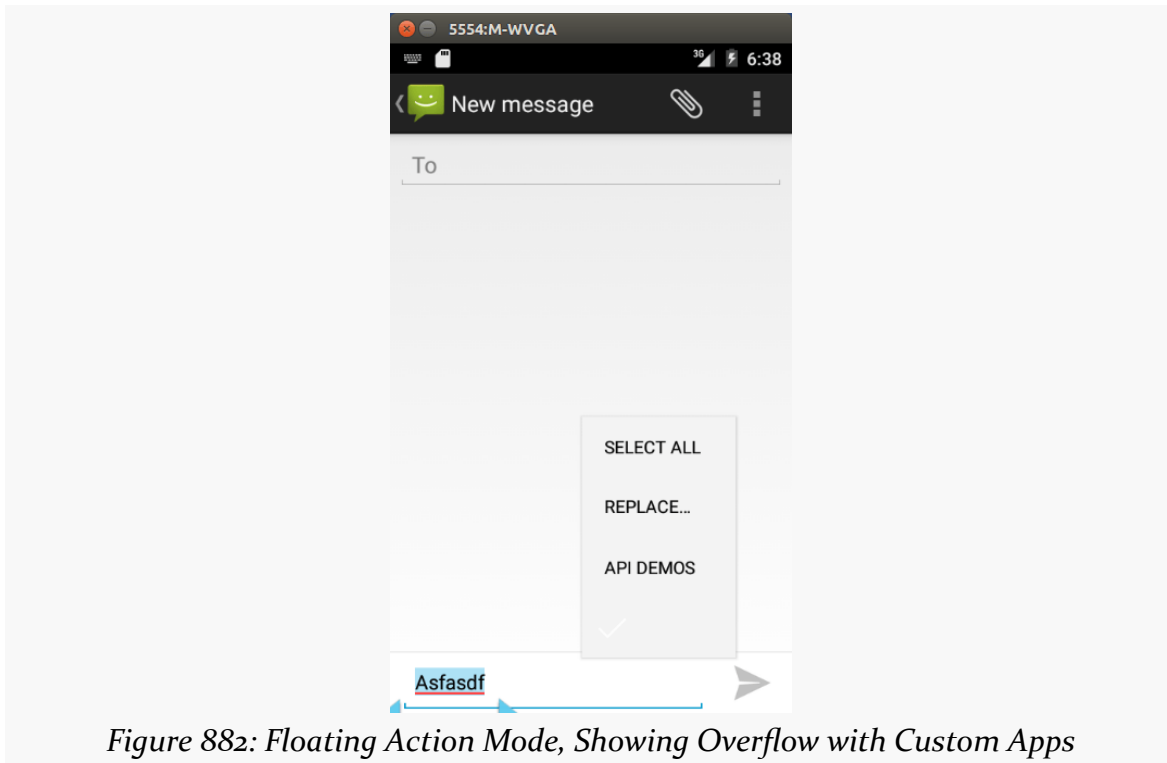 5554:M-WVGA
3G 6:38
New message
To
SELECT ALL
REPLACE...
API DEMOS
Asfasdf
Figure 882: Floating Action Mode, Showing Overflow with Custom Apps